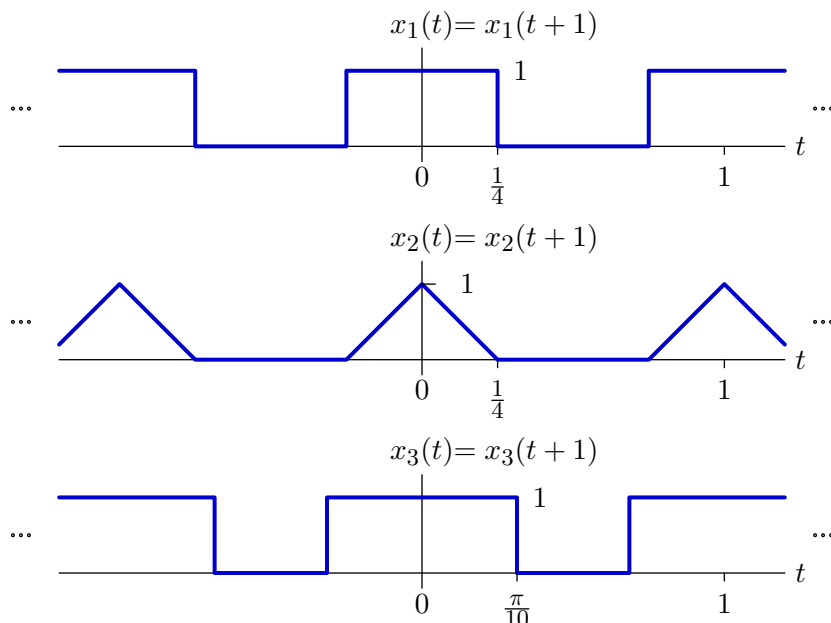 x₁(t)= x₁(t + 1)
1
... ...
t
0 1/4 1
x₂(t)= x₂(t + 1)
1
... ...
t
0 1/4 1
x₃(t)= x₃(t + 1)
1
... ...
t
0 π/10 1